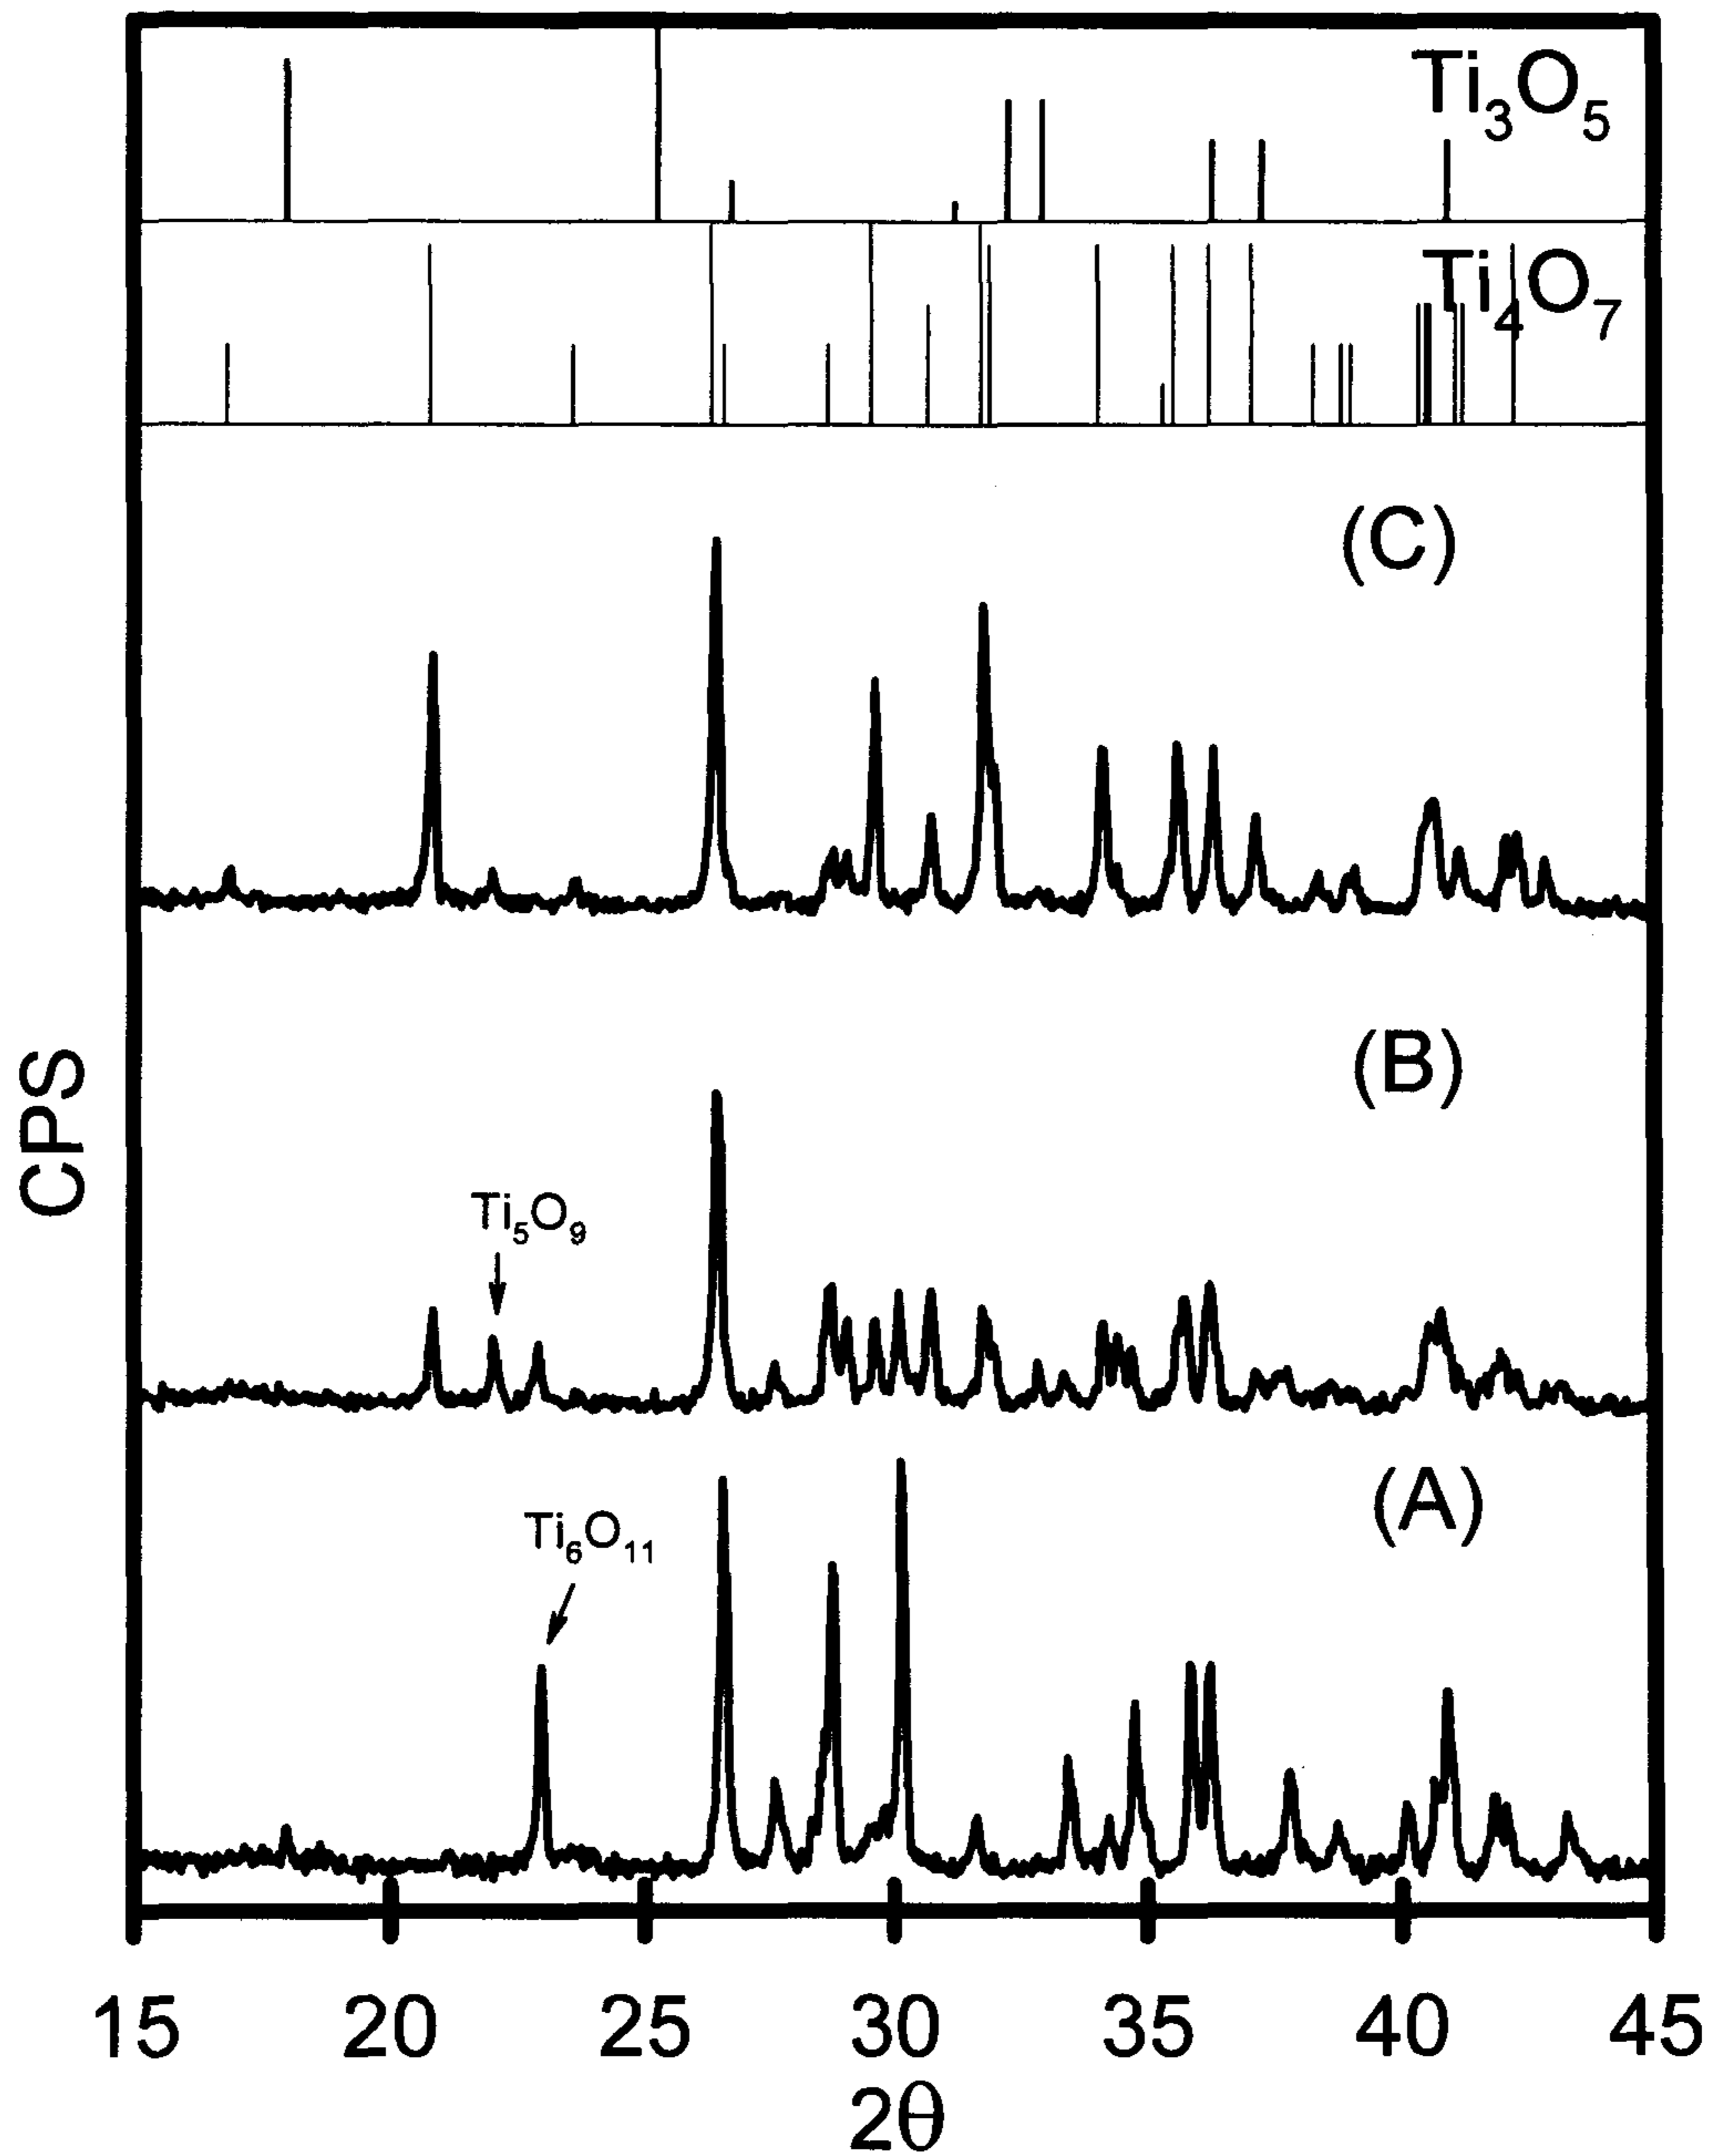 Ti₃O₅
Ti₄O₇
(C)
(B)
CPS
Ti₅O₉
(A)
Ti₆O₁₁
15 20 25 30 35 40 45
2θ